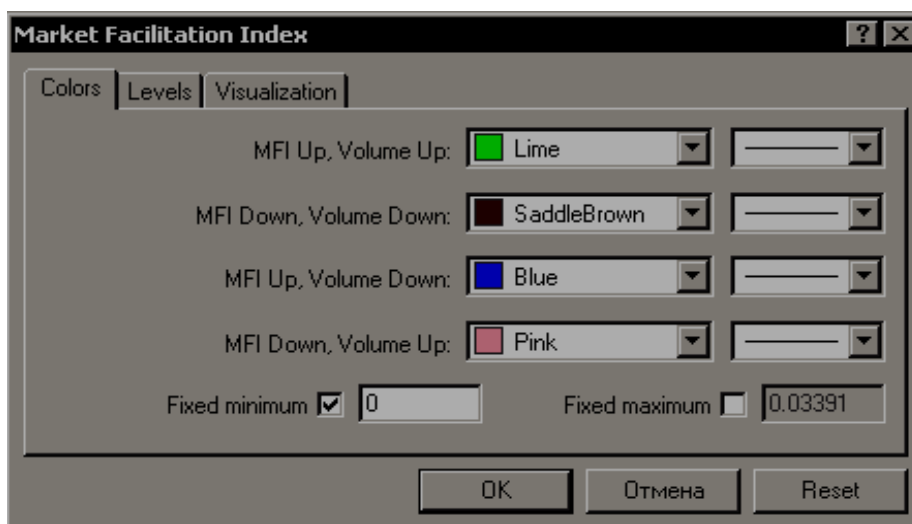 Market Facilitation Index
Colors Levels Visualization
MFI Up, Volume Up: Lime
MFI Down, Volume Down: SaddleBrown
MFI Up, Volume Down: Blue
MFI Down, Volume Up: Pink
Fixed minimum 0 Fixed maximum 0.03391
OK Отмена Reset